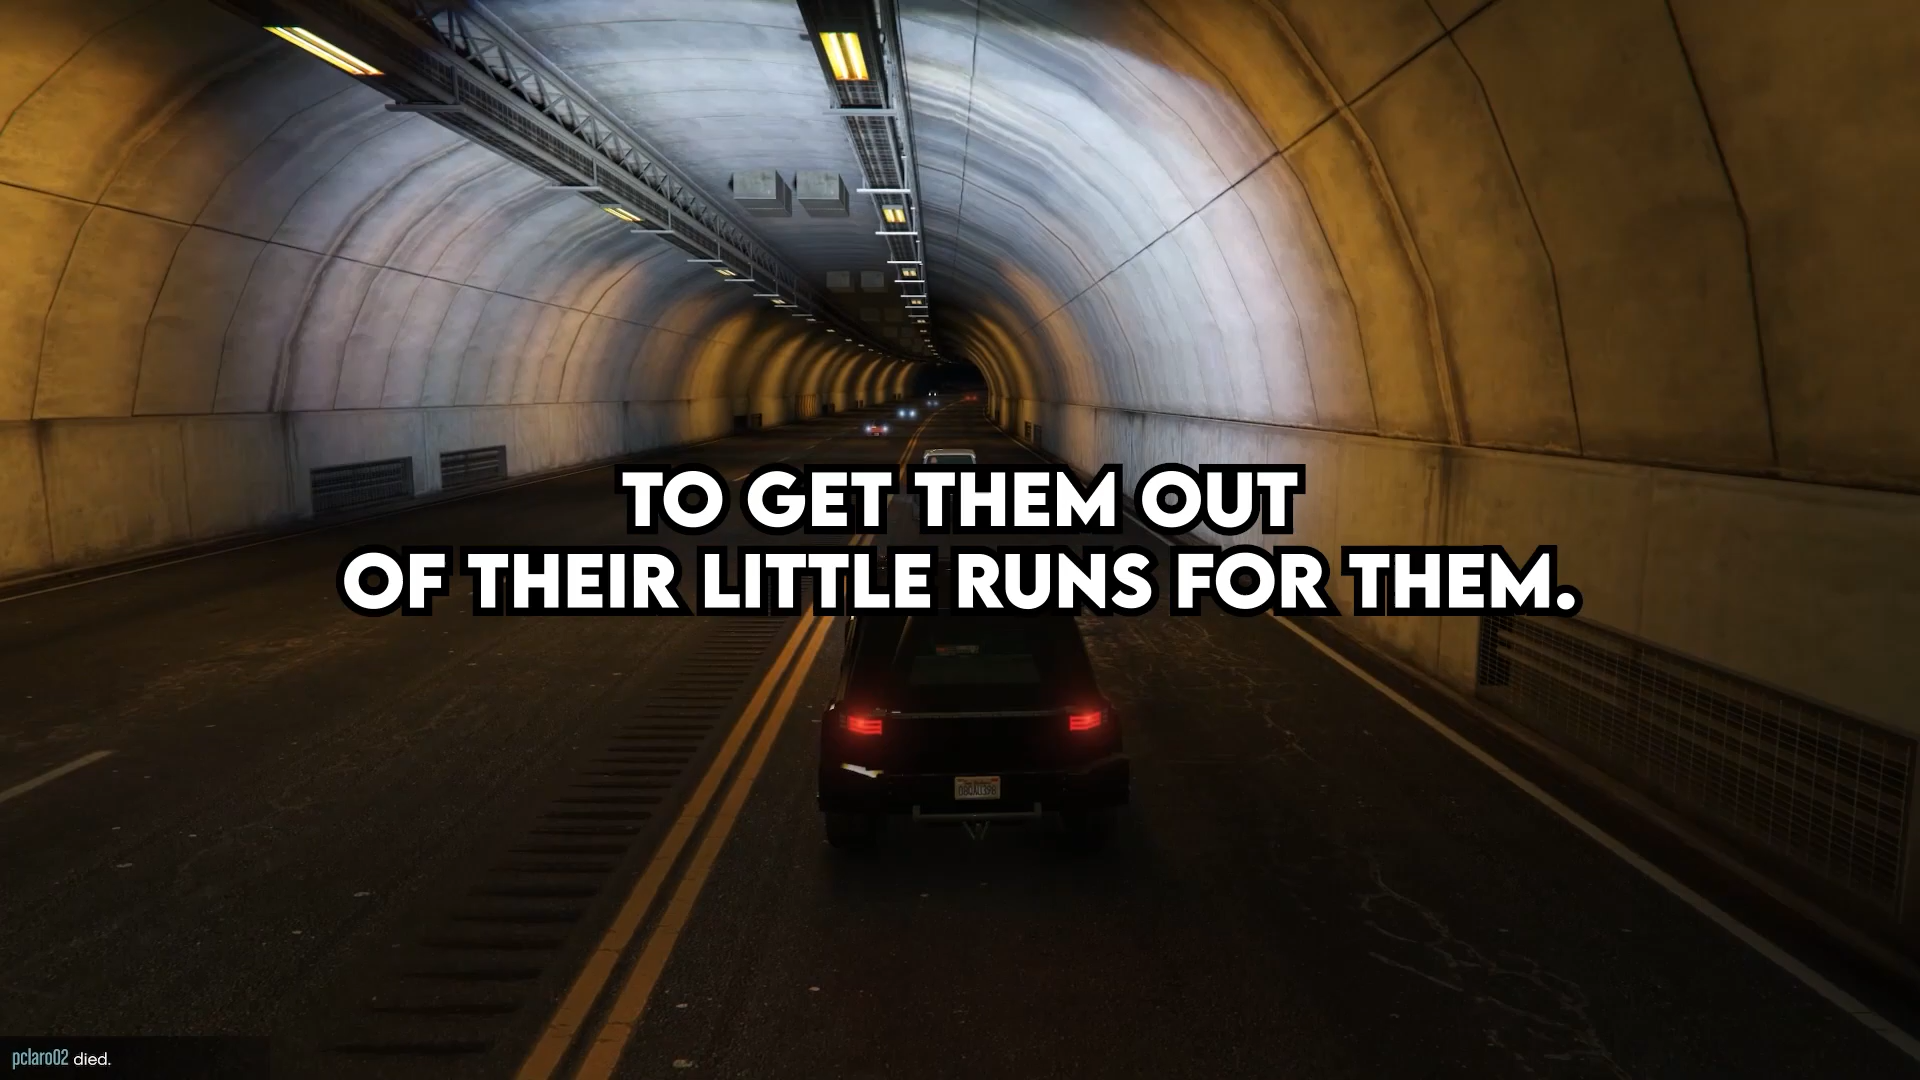 TO GET THEM OUT
OF THEIR LITTLE RUNS FOR THEM.
pclaro02 died.